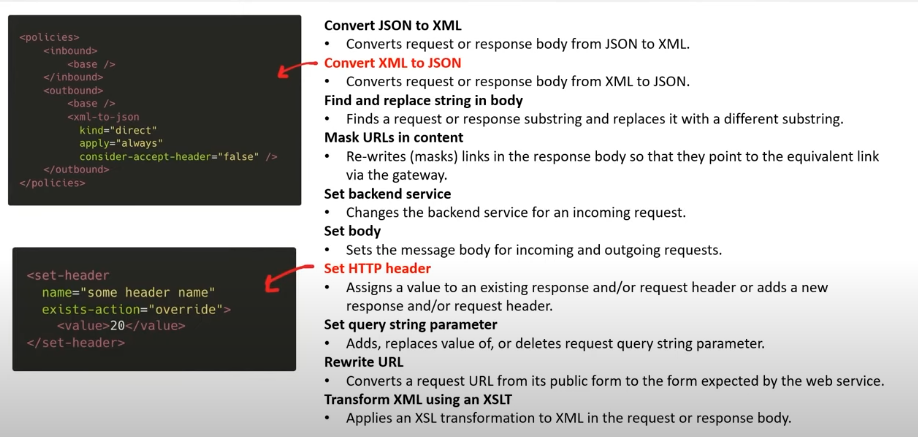 <policies>
<inbound>
<base />
</inbound>
<outbound>
<base />
<xml-to-json
kind="direct"
apply="always"
consider-accept-header="false" />
</outbound>
</policies>
<set-header
name="some header name"
exists-action="override">
<value>20</value>
</set-header>
Convert JSON to XML
• Converts request or response body from JSON to XML.
Convert XML to JSON
• Converts request or response body from XML to JSON.
Find and replace string in body
• Finds a request or response substring and replaces it with a different substring.
Mask URLs in content
• Re-writes (masks) links in the response body so that they point to the equivalent link
via the gateway.
Set backend service
• Changes the backend service for an incoming request.
Set body
• Sets the message body for incoming and outgoing requests.
Set HTTP header
• Assigns a value to an existing response and/or request header or adds a new
response and/or request header.
Set query string parameter
• Adds, replaces value of, or deletes request query string parameter.
Rewrite URL
• Converts a request URL from its public form to the form expected by the web service.
Transform XML using an XSLT
• Applies an XSL transformation to XML in the request or response body.